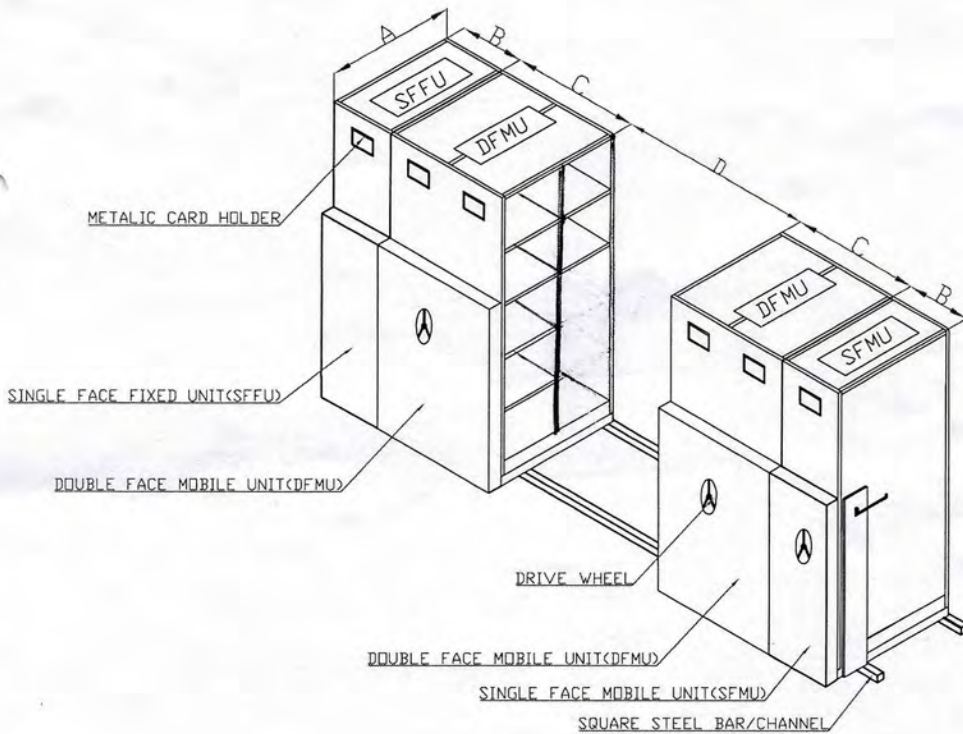 A
B
C
D
C
B
SFFU
DFMU
DFMU
SFMU
METALIC CARD HOLDER
SINGLE FACE FIXED UNIT(SFFU)
DOUBLE FACE MOBILE UNIT(DFMU)
DRIVE WHEEL
DOUBLE FACE MOBILE UNIT(DFMU)
SINGLE FACE MOBILE UNIT(SFMU)
SQUARE STEEL BAR/CHANNEL